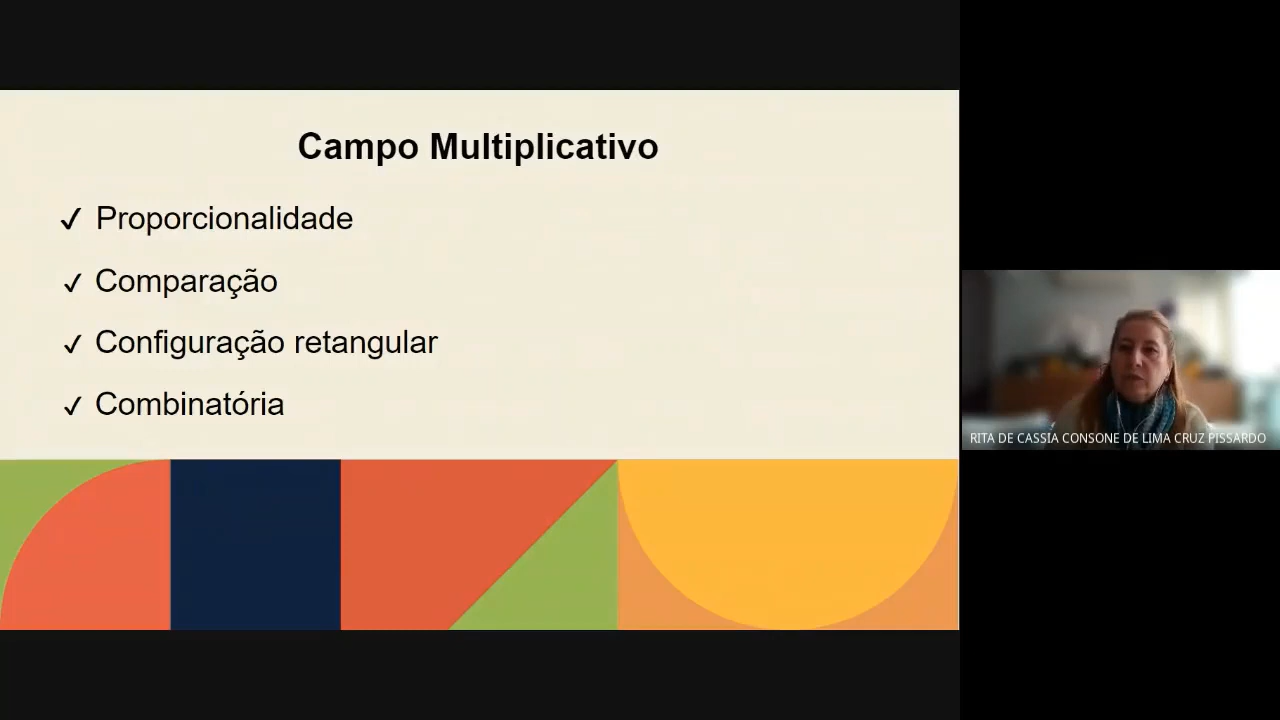 Campo Multiplicativo
✓ Proporcionalidade
✓ Comparação
✓ Configuração retangular
✓ Combinatória
RITA DE CASSIA CONSONE DE LIMA CRUZ PISSARDO